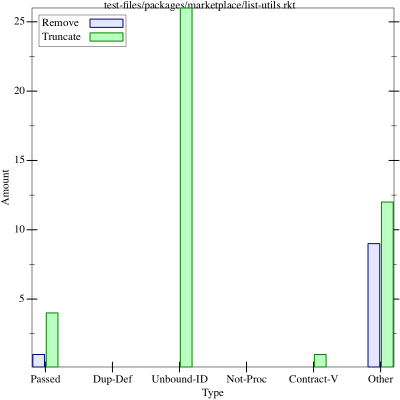 test-files/packages/marketplace/list-utils.rkt
Remove
Truncate
25
20
15
10
5
Amount
Passed Dup-Def Unbound-ID Not-Proc Contract-V Other
Type